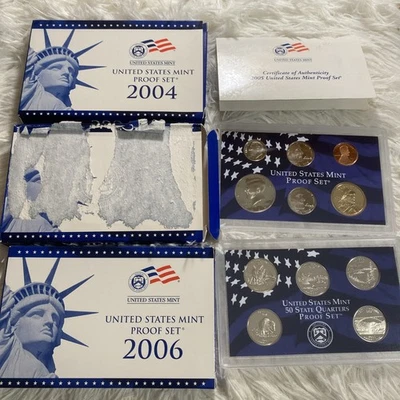 UNITED STATES MINT
UNITED STATES MINT
PROOF SET
2004
UNITED STATES MINT
Certificate of Authenticity
2005 United States Mint Proof Set
UNITED STATES MINT
PROOF SET
UNITED STATES MINT
UNITED STATES MINT
PROOF SET
2006
UNITED STATES MINT
50 STATE QUARTERS
PROOF SET